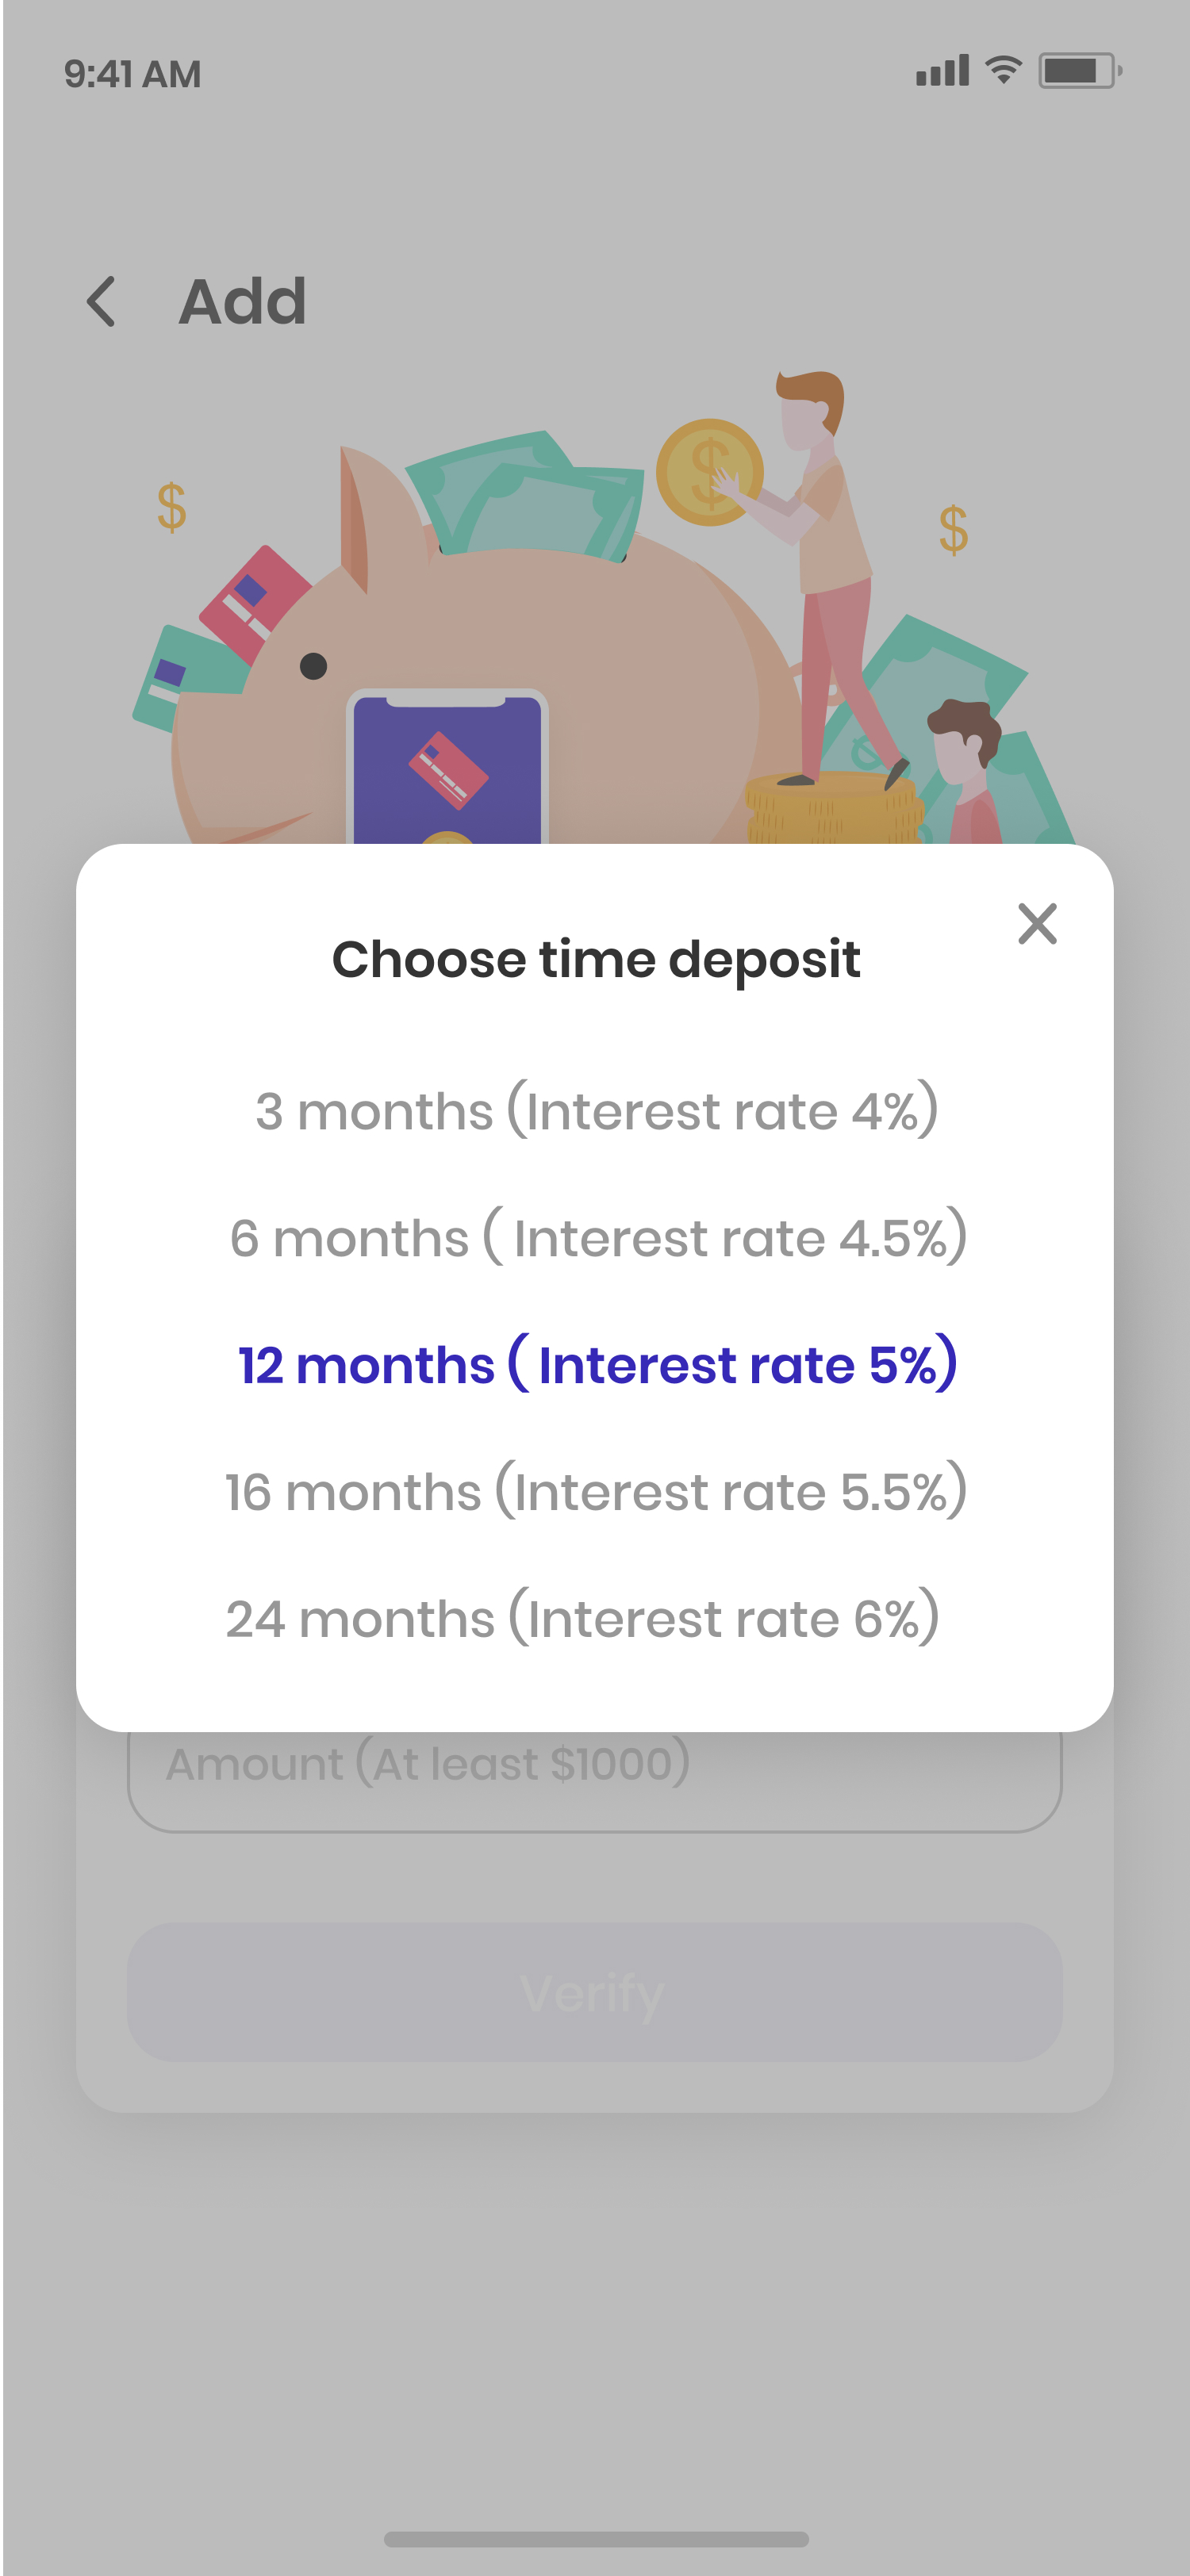 9:41 AM
Add
$
$
$
Choose time deposit
3 months (Interest rate 4%)
6 months ( Interest rate 4.5%)
12 months ( Interest rate 5%)
16 months (Interest rate 5.5%)
24 months (Interest rate 6%)
Amount (At least $1000)
Verify